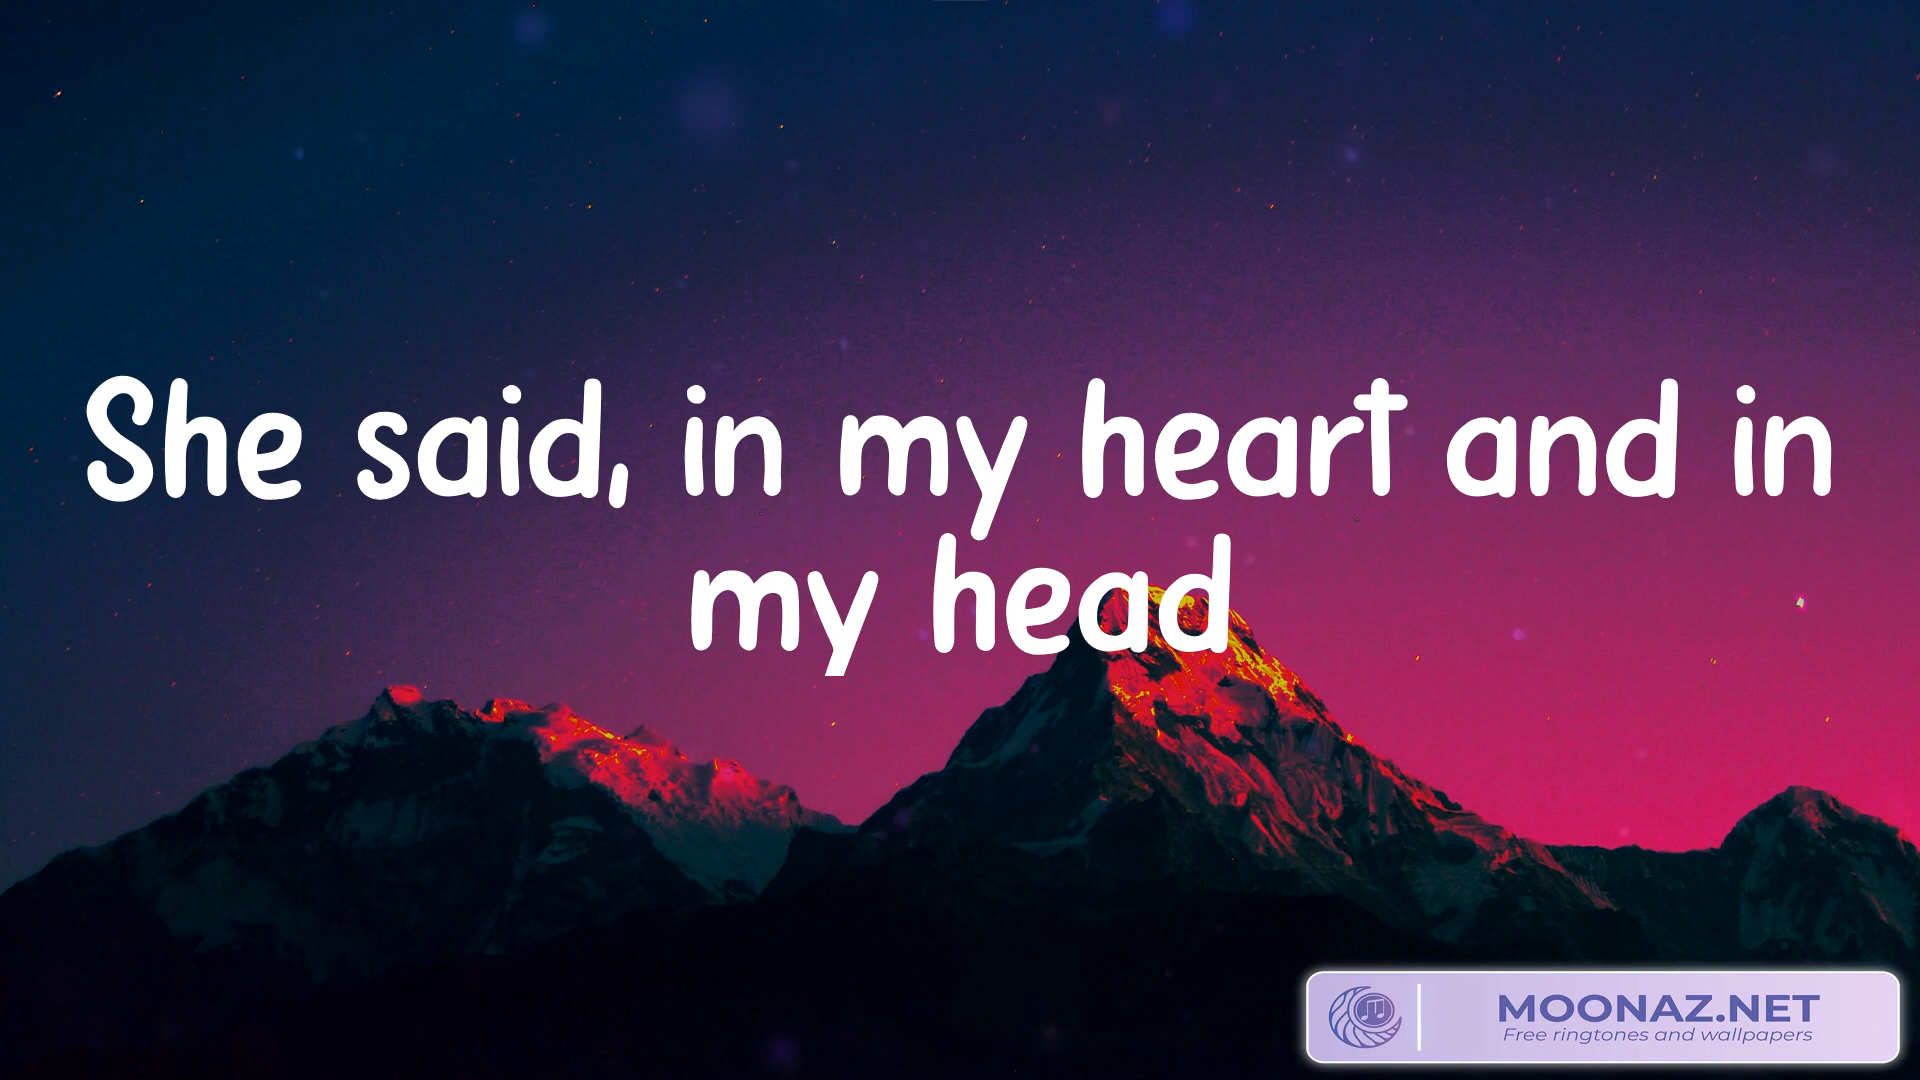 She said, in my heart and in
my head
MOONAZ.NET
Free ringtones and wallpapers